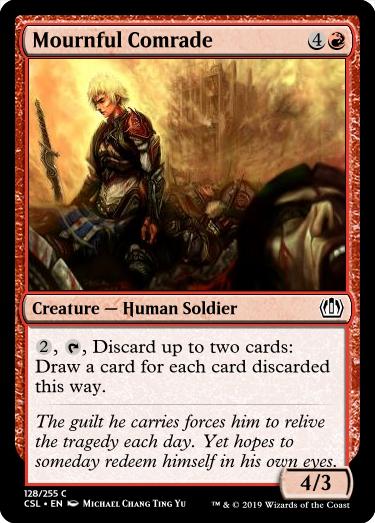 Mournful Comrade 4
Creature — Human Soldier
2, , Discard up to two cards:
Draw a card for each card discarded
this way.
The guilt he carries forces him to relive
the tragedy each day. Yet hopes to
someday redeem himself in his own eyes.
4/3
128/255 C
CSL • EN Michael Chang Ting Yu ™ & © 2019 Wizards of the Coast